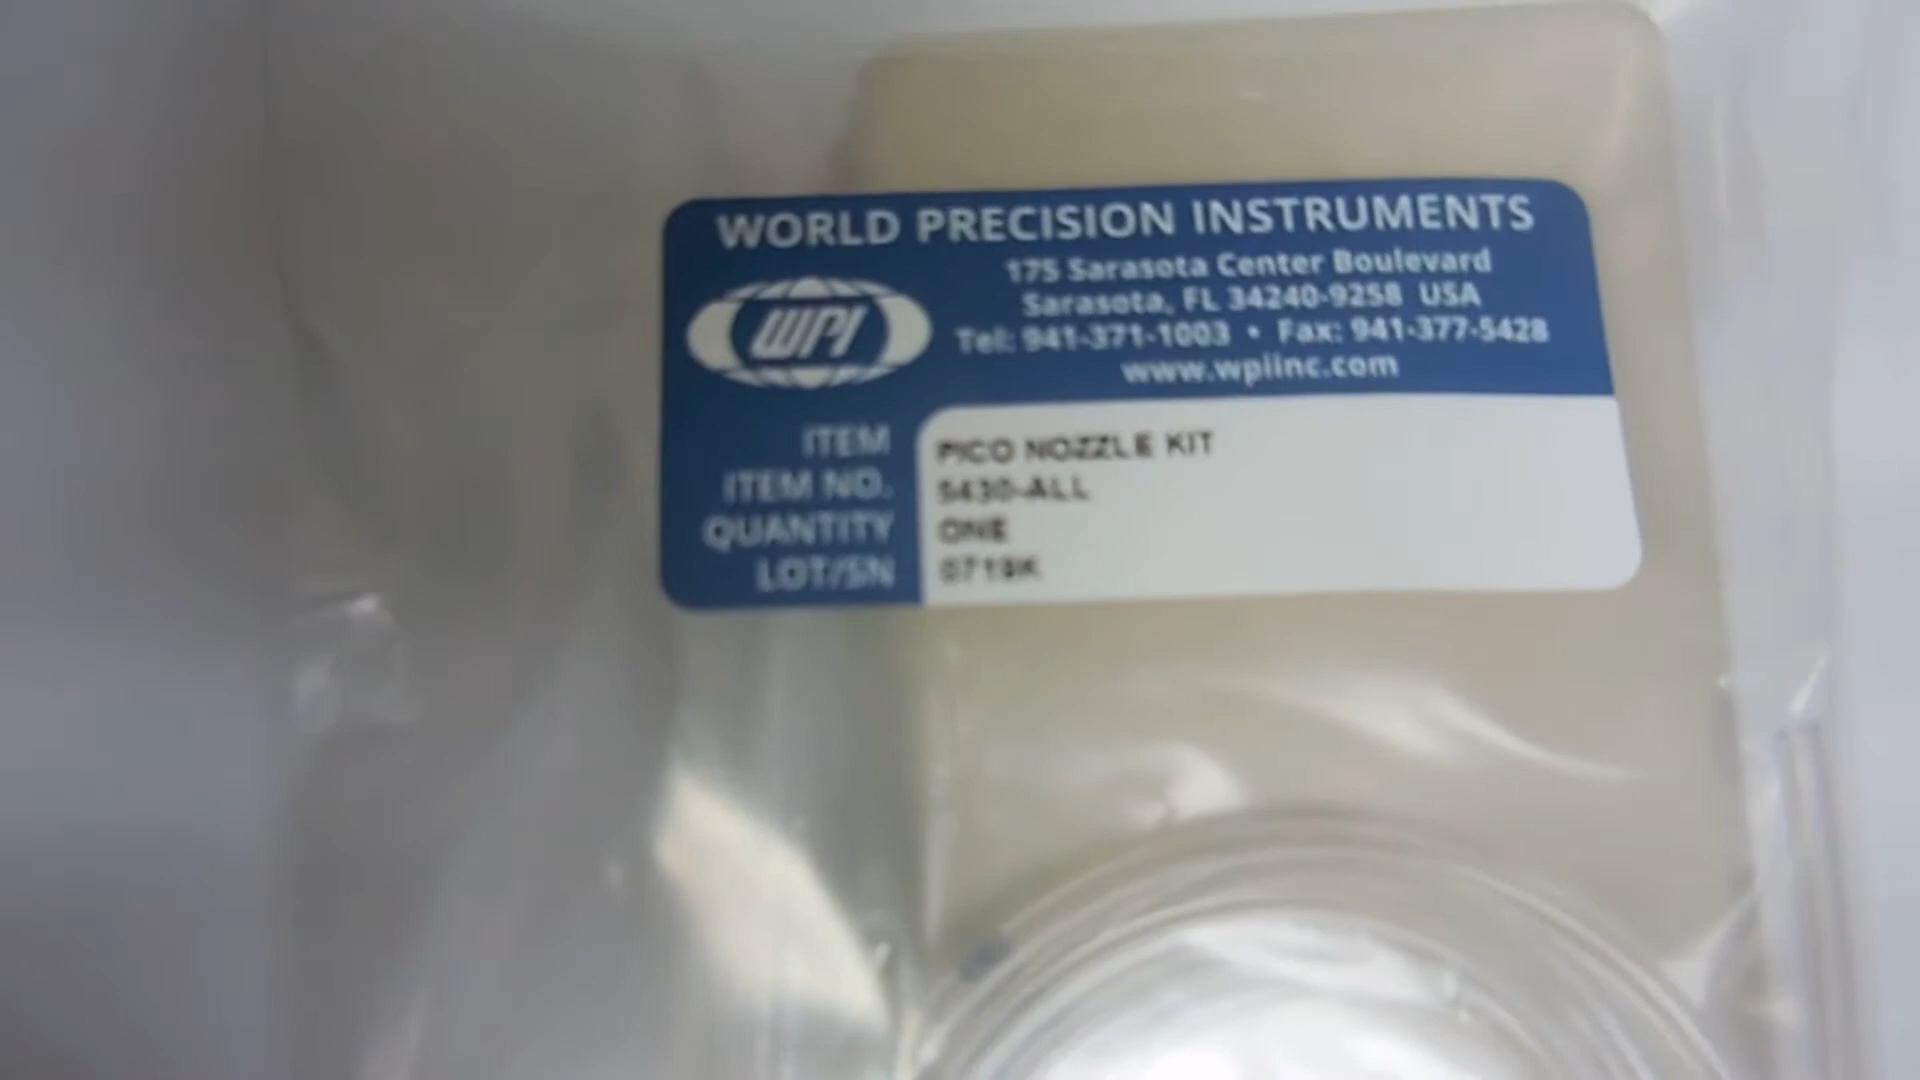 WORLD PRECISION INSTRUMENTS
175 Sarasota Center Boulevard
Sarasota, FL 34240-9258 USA
Tel: 941-371-1003 • Fax: 941-377-5428
www.wpiinc.com
WPI
ITEM PICO NOZZLE KIT
ITEM NO. 5430-ALL
QUANTITY ONE
LOT/SN 0719K